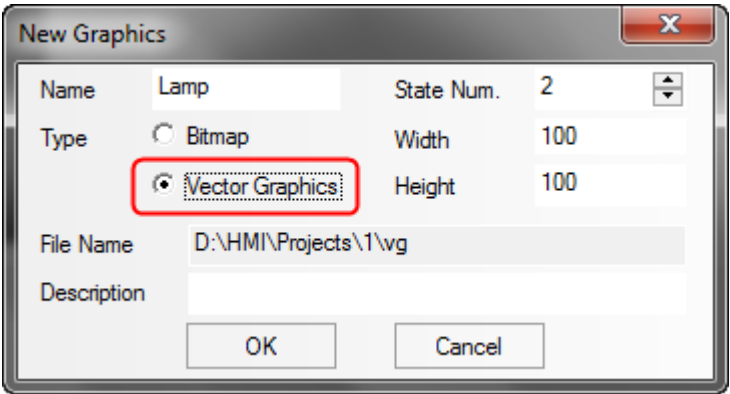 New Graphics
Name Lamp State Num. 2
Type Bitmap Width 100
Vector Graphics Height 100
File Name D:\HMI\Projects\1\vg
Description
OK Cancel